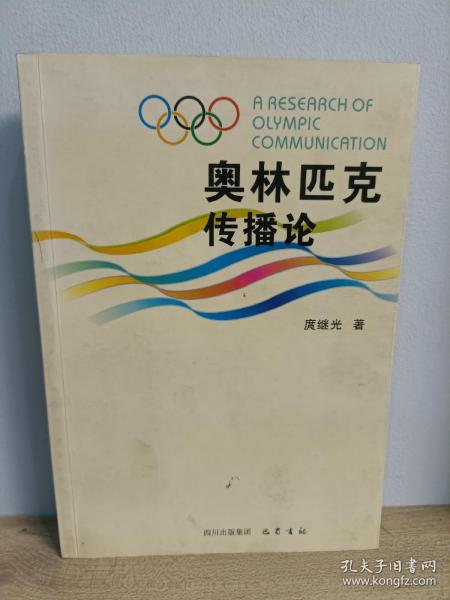 A RESEARCH OF
OLYMPIC
COMMUNICATION
奥林匹克
传播论
庹继光 著
四川出版集团 巴蜀书社
孔夫子旧书网
www.kongfz.com